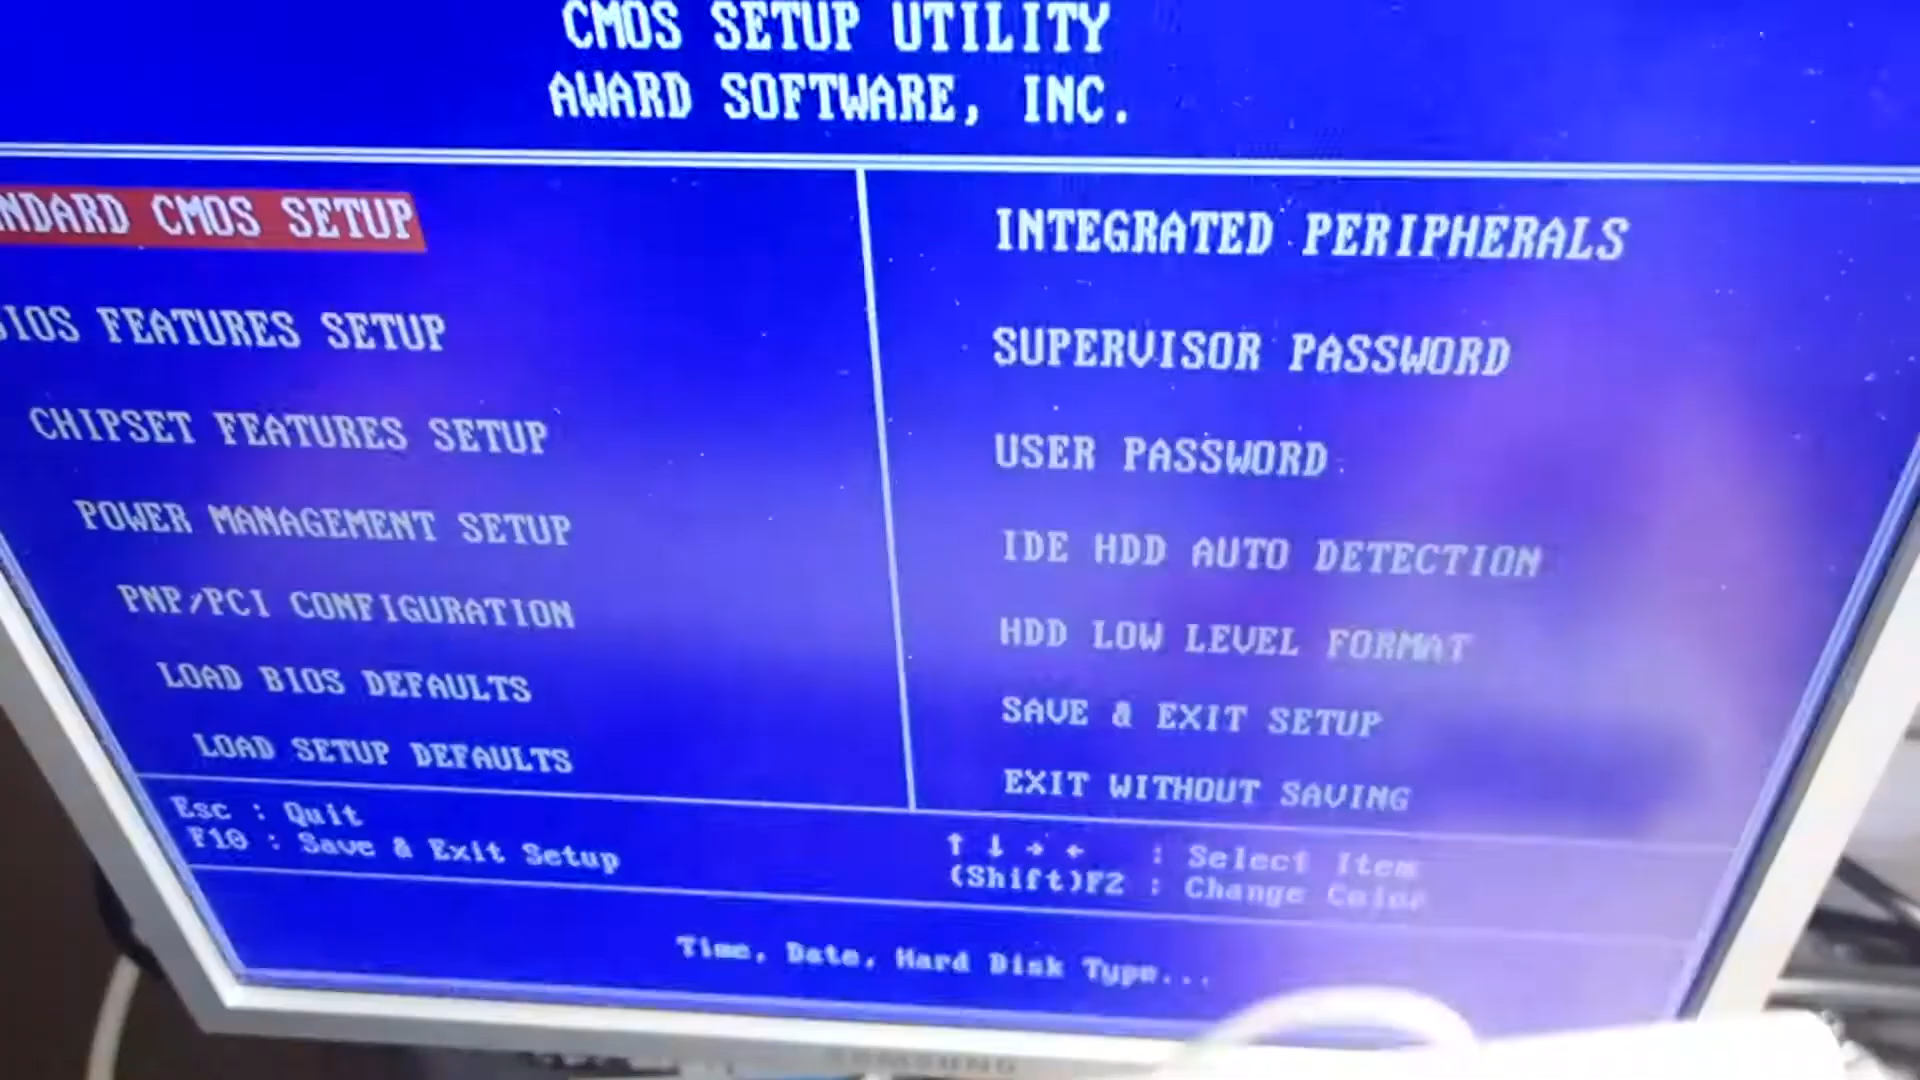 CMOS SETUP UTILITY
AWARD SOFTWARE, INC.
NDARD CMOS SETUP
BIOS FEATURES SETUP
CHIPSET FEATURES SETUP
POWER MANAGEMENT SETUP
PNP/PCI CONFIGURATION
LOAD BIOS DEFAULTS
LOAD SETUP DEFAULTS
INTEGRATED PERIPHERALS
SUPERVISOR PASSWORD
USER PASSWORD
IDE HDD AUTO DETECTION
HDD LOW LEVEL FORMAT
SAVE & EXIT SETUP
EXIT WITHOUT SAVING
Esc : Quit
F10 : Save & Exit Setup
↑ ↓ → ← : Select Item
(Shift)F2 : Change Color
Time, Date, Hard Disk Type...
SAMSUNG